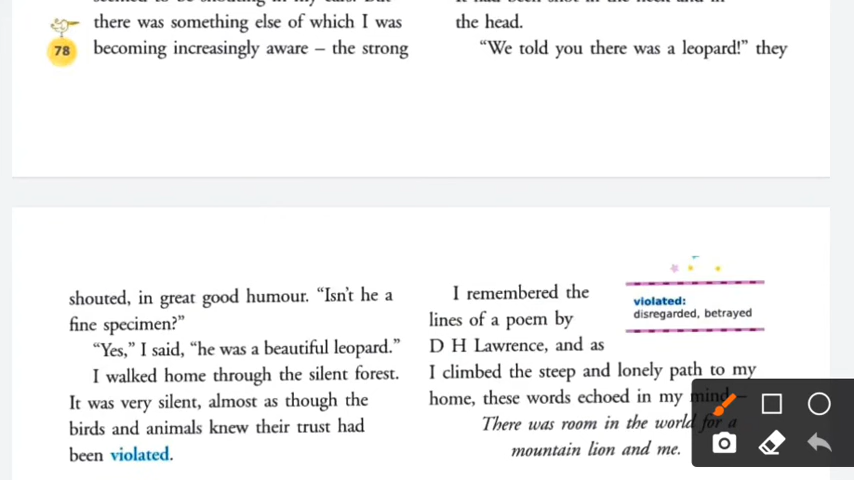 there was something else of which I was
78
becoming increasingly aware – the strong
the head.
“We told you there was a leopard!” they
shouted, in great good humour. “Isn’t he a
fine specimen?”
“Yes,” I said, “he was a beautiful leopard.”
I walked home through the silent forest.
It was very silent, almost as though the
birds and animals knew their trust had
been violated.
I remembered the
lines of a poem by
D H Lawrence, and as
I climbed the steep and lonely path to my
home, these words echoed in my mind –
There was room in the world for a
mountain lion and me.
violated:
disregarded, betrayed